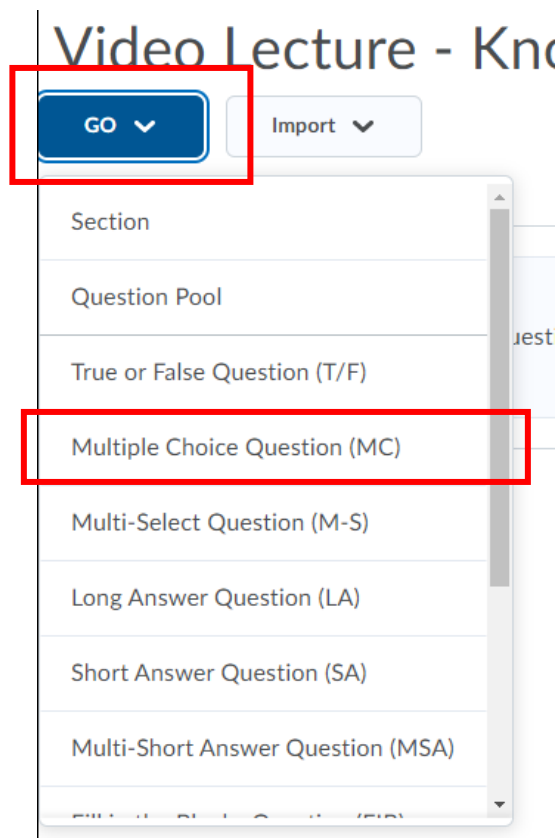 Video Lecture - Kno
GO
Import
Section
Question Pool
uesti
True or False Question (T/F)
Multiple Choice Question (MC)
Multi-Select Question (M-S)
Long Answer Question (LA)
Short Answer Question (SA)
Multi-Short Answer Question (MSA)